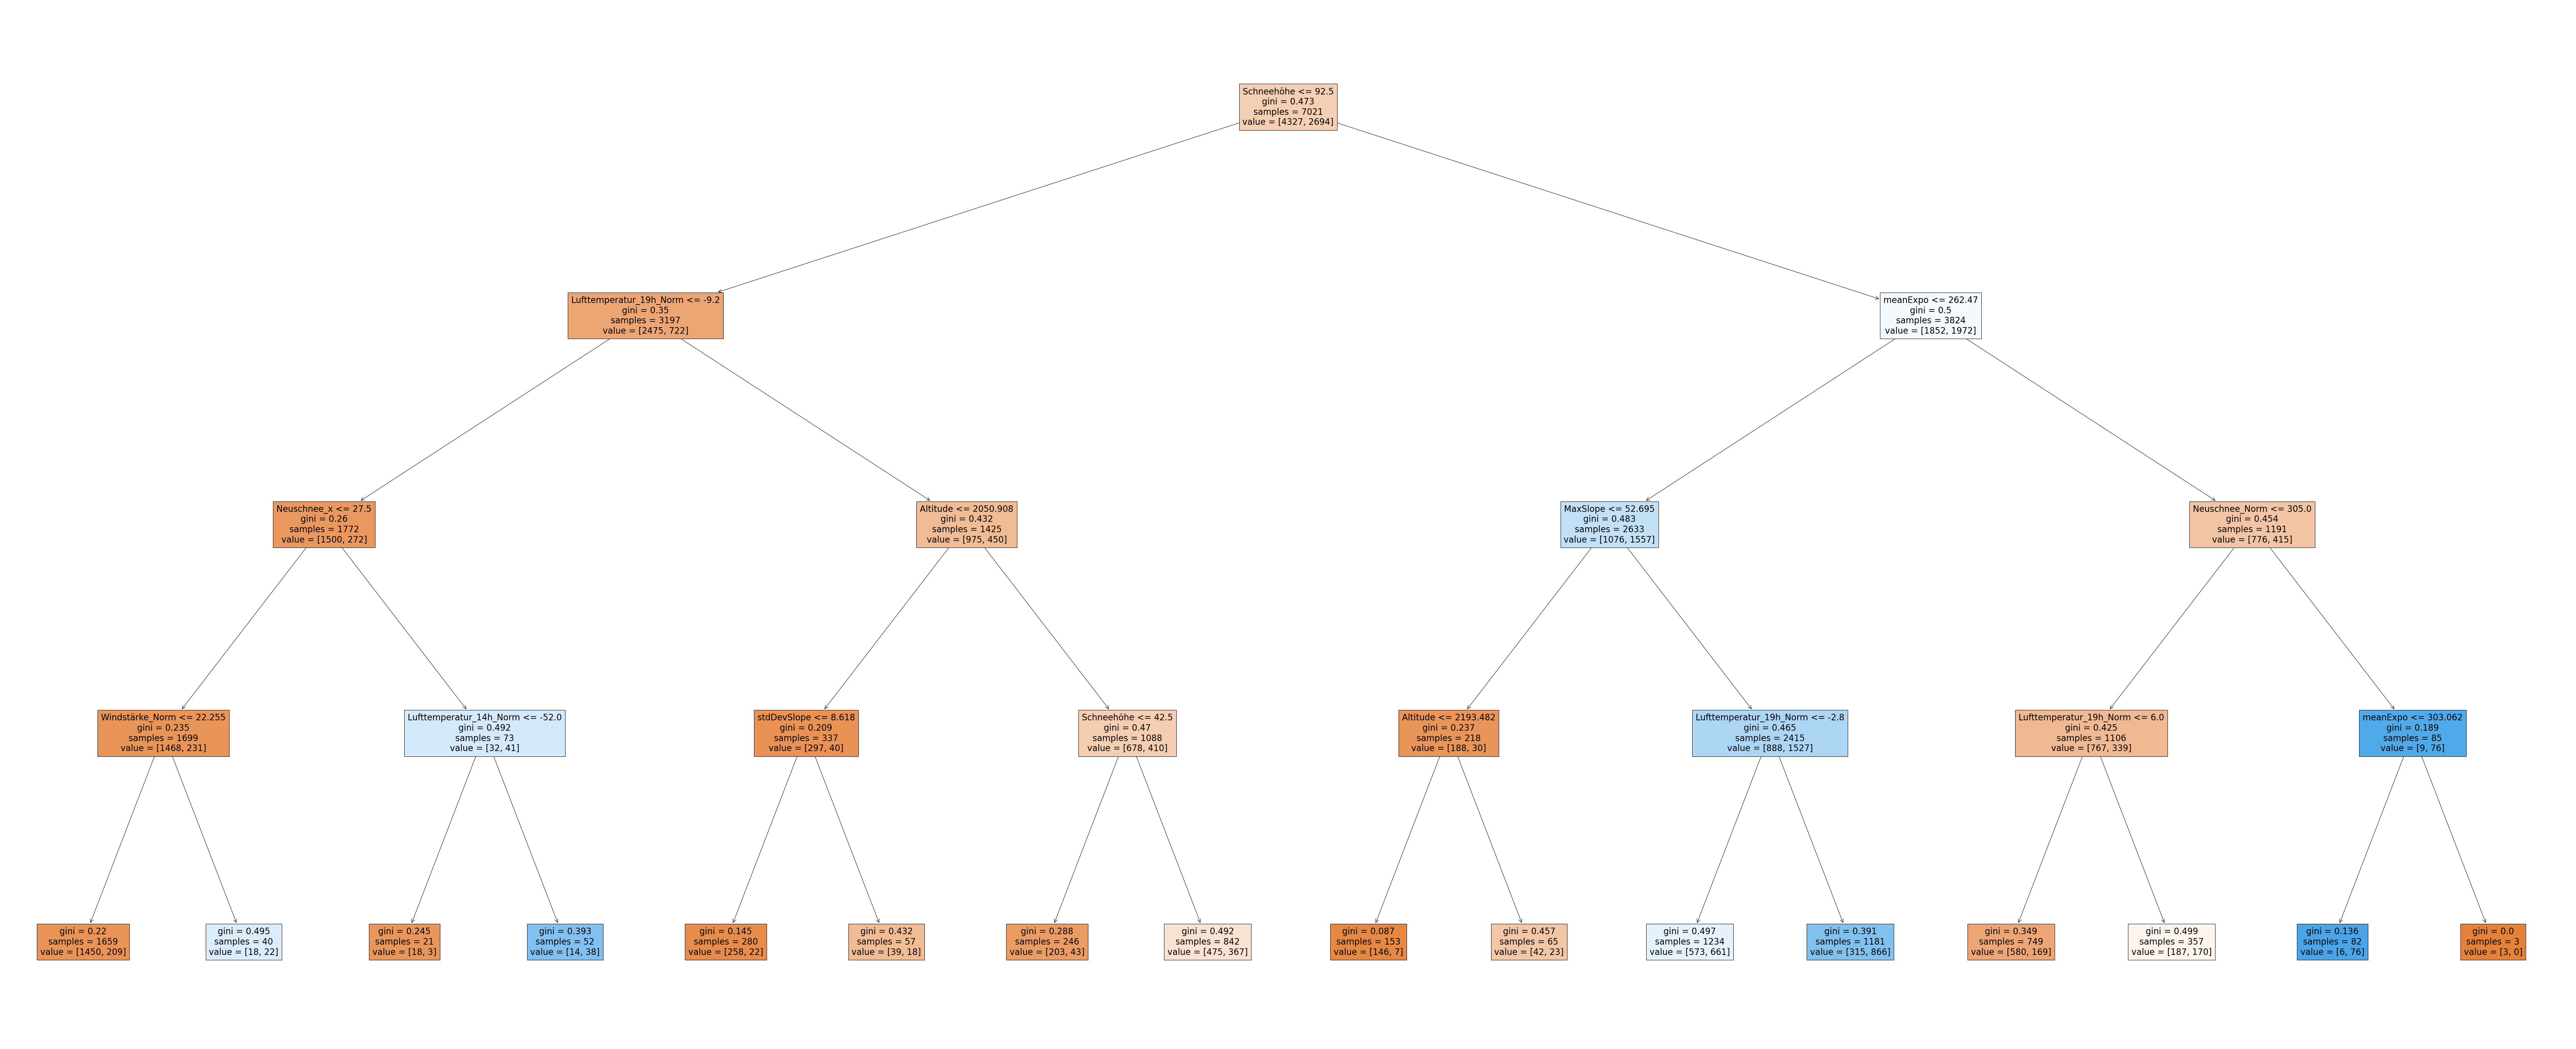 Schneehöhe <= 92.5
gini = 0.473
samples = 7021
value = [4327, 2694]
Lufttemperatur_19h_Norm <= -9.2
gini = 0.35
samples = 3197
value = [2475, 722]
meanExpo <= 262.47
gini = 0.5
samples = 3824
value = [1852, 1972]
Neuschnee_x <= 27.5
gini = 0.26
samples = 1772
value = [1500, 272]
Altitude <= 2050.908
gini = 0.432
samples = 1425
value = [975, 450]
MaxSlope <= 52.695
gini = 0.483
samples = 2633
value = [1076, 1557]
Neuschnee_Norm <= 305.0
gini = 0.454
samples = 1191
value = [776, 415]
Windstärke_Norm <= 22.255
gini = 0.235
samples = 1699
value = [1468, 231]
Lufttemperatur_14h_Norm <= -52.0
gini = 0.492
samples = 73
value = [32, 41]
stdDevSlope <= 8.618
gini = 0.209
samples = 337
value = [297, 40]
Schneehöhe <= 42.5
gini = 0.47
samples = 1088
value = [678, 410]
Altitude <= 2193.482
gini = 0.237
samples = 218
value = [188, 30]
Lufttemperatur_19h_Norm <= -2.8
gini = 0.465
samples = 2415
value = [888, 1527]
Lufttemperatur_19h_Norm <= 6.0
gini = 0.425
samples = 1106
value = [767, 339]
meanExpo <= 303.062
gini = 0.189
samples = 85
value = [9, 76]
gini = 0.22
samples = 1659
value = [1450, 209]
gini = 0.495
samples = 40
value = [18, 22]
gini = 0.245
samples = 21
value = [18, 3]
gini = 0.393
samples = 52
value = [14, 38]
gini = 0.145
samples = 280
value = [258, 22]
gini = 0.432
samples = 57
value = [39, 18]
gini = 0.288
samples = 246
value = [203, 43]
gini = 0.492
samples = 842
value = [475, 367]
gini = 0.087
samples = 153
value = [146, 7]
gini = 0.457
samples = 65
value = [42, 23]
gini = 0.497
samples = 1234
value = [573, 661]
gini = 0.391
samples = 1181
value = [315, 866]
gini = 0.349
samples = 749
value = [580, 169]
gini = 0.499
samples = 357
value = [187, 170]
gini = 0.136
samples = 82
value = [6, 76]
gini = 0.0
samples = 3
value = [3, 0]